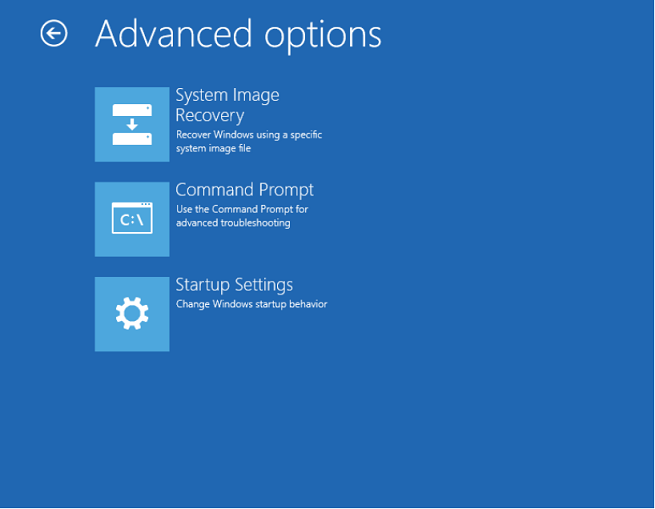 Advanced options
System Image
Recovery
Recover Windows using a specific
system image file
C:\
Command Prompt
Use the Command Prompt for
advanced troubleshooting
Startup Settings
Change Windows startup behavior